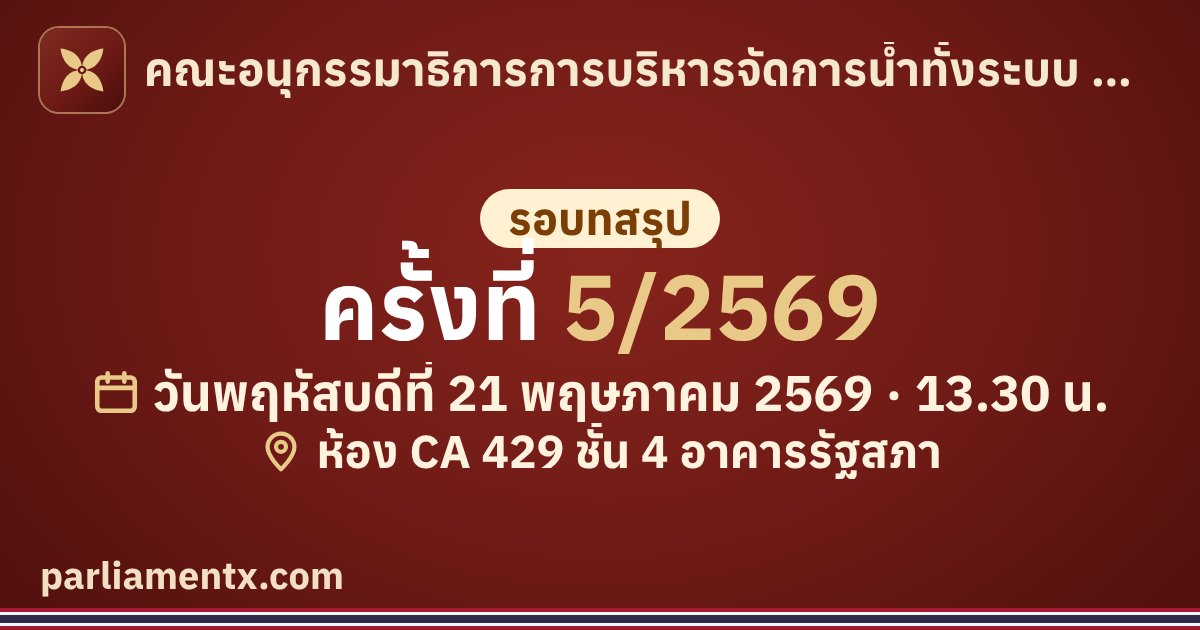 คณะอนุกรรมาธิการการบริหารจัดการน้ำทั้งระบบ ...
รอบทสรุป
ครั้งที่ 5/2569
วันพฤหัสบดีที่ 21 พฤษภาคม 2569 · 13.30 น.
ห้อง CA 429 ชั้น 4 อาคารรัฐสภา
parliamentx.com